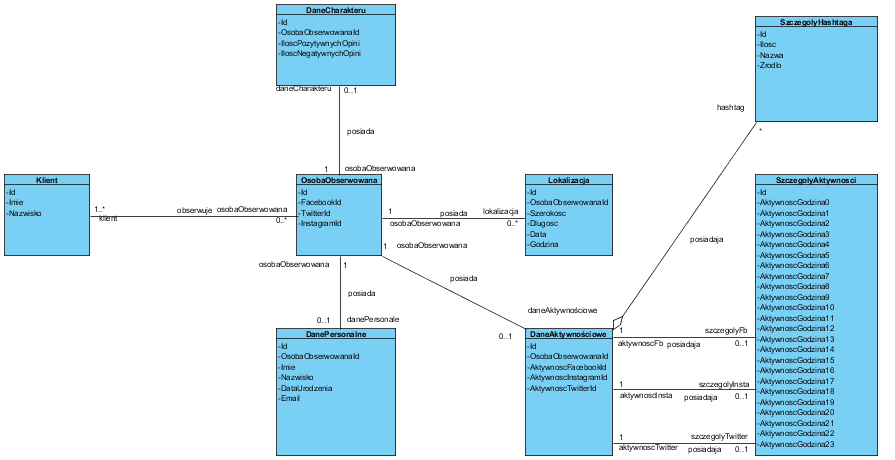 DaneCharakteru
-Id
-OsobaObserwowanaId
-IloscPozytywnychOpini
-IloscNegatywnychOpini
daneCharakteru
0..1
posiada
1
osobaObserwowana
SzczegolyHashtaga
-Id
-Ilosc
-Nazwa
-Zrodlo
hashtag
*
Klient
-Id
-Imie
-Nazwisko
1..*
klient
obserwuje
osobaObserwowana
0..*
OsobaObserwowana
-Id
-FacebookId
-TwitterId
-InstagramId
1
osobaObserwowana
posiada
lokalizacja
0..*
Lokalizacja
-Id
-OsobaObserwowanaId
-Szerokosc
-Dlugosc
-Data
-Godzina
1
osobaObserwowana
posiada
daneAktywnościowe
0..1
posiadaja
osobaObserwowana
1
posiada
0..1
danePersonale
DanePersonalne
-Id
-OsobaObserwowanaId
-Imie
-Nazwisko
-DataUrodzenia
-Email
DaneAktywnościowe
-Id
-OsobaObserwowanaId
-AktywnoscFacebookId
-AktywnoscInstagramId
-AktywnoscTwitterId
1
aktywnoscFb
posiadaja
szczegolyFb
0..1
1
aktywnoscInsta
posiadaja
szczegolyInsta
0..1
1
aktywnoscTwitter
posiadaja
szczegolyTwitter
0..1
SzczegolyAktywnosci
-Id
-AktywnoscGodzina0
-AktywnoscGodzina1
-AktywnoscGodzina2
-AktywnoscGodzina3
-AktywnoscGodzina4
-AktywnoscGodzina5
-AktywnoscGodzina6
-AktywnoscGodzina7
-AktywnoscGodzina8
-AktywnoscGodzina9
-AktywnoscGodzina10
-AktywnoscGodzina11
-AktywnoscGodzina12
-AktywnoscGodzina13
-AktywnoscGodzina14
-AktywnoscGodzina15
-AktywnoscGodzina16
-AktywnoscGodzina17
-AktywnoscGodzina18
-AktywnoscGodzina19
-AktywnoscGodzina20
-AktywnoscGodzina21
-AktywnoscGodzina22
-AktywnoscGodzina23